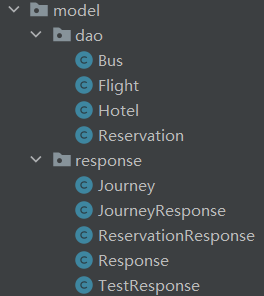 model
dao
Bus
Flight
Hotel
Reservation
response
Journey
JourneyResponse
ReservationResponse
Response
TestResponse